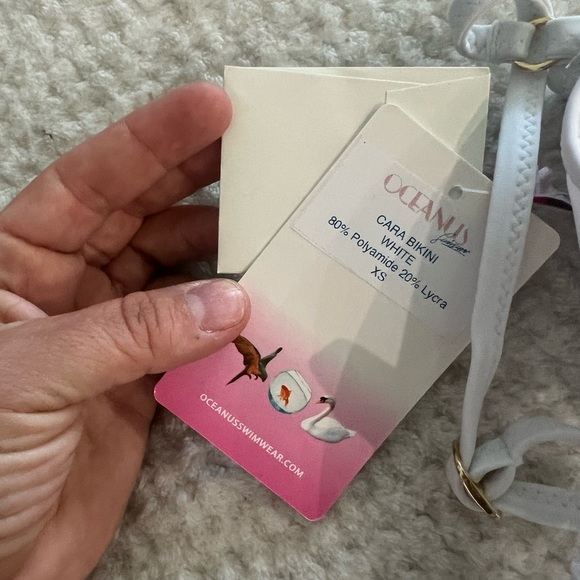 OCEANUS
CARA BIKINI
WHITE
80% Polyamide 20% Lycra
XS
OCEANUSSWIMWEAR.COM